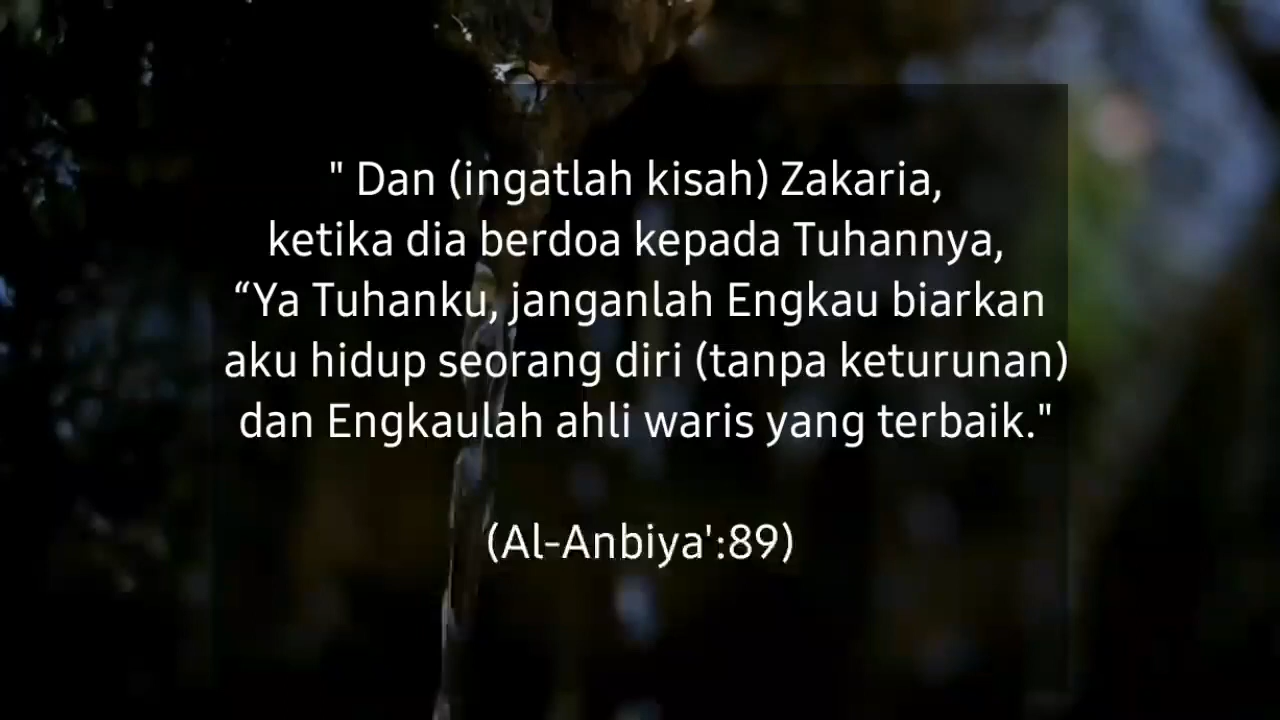 " Dan (ingatlah kisah) Zakaria,
ketika dia berdoa kepada Tuhannya,
“Ya Tuhanku, janganlah Engkau biarkan
aku hidup seorang diri (tanpa keturunan)
dan Engkaulah ahli waris yang terbaik."
(Al-Anbiya':89)